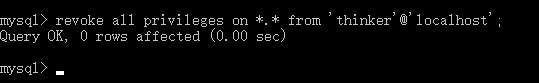 mysql> revoke all privileges on *.* from 'thinker'@'localhost';
Query OK, 0 rows affected (0.00 sec)
mysql>